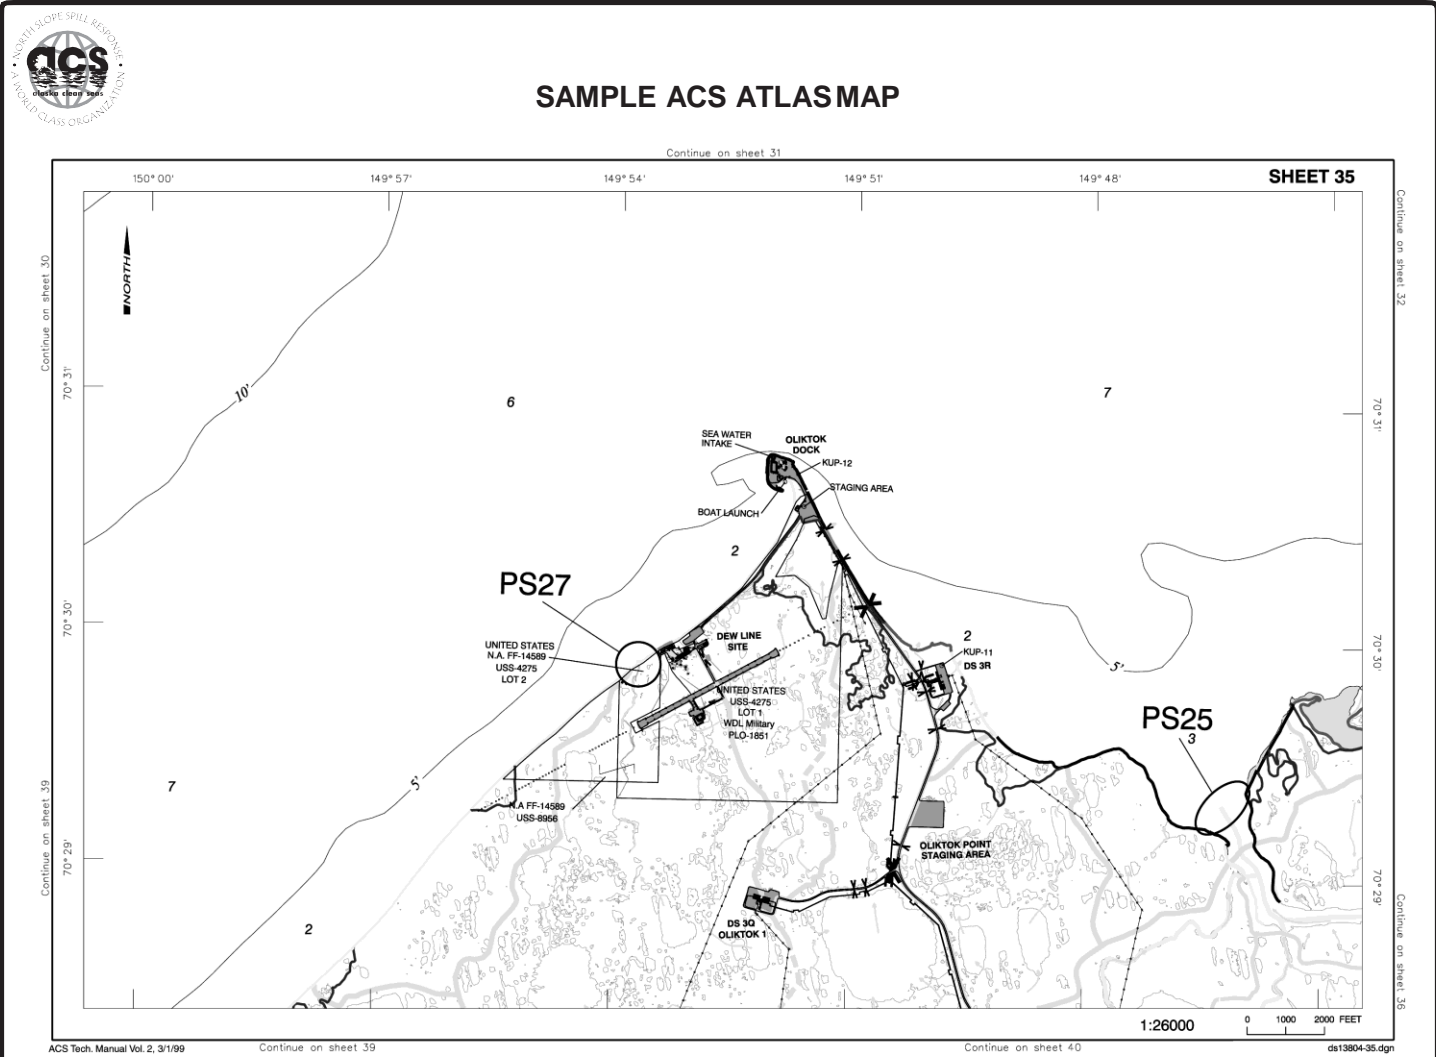 NORTH SLOPE SPILL RESPONSE
acs
alaska clean seas
A WORLD CLASS ORGANIZATION
SAMPLE ACS ATLAS MAP
Continue on sheet 31
SHEET 35
150° 00'
149° 57'
149° 54'
149° 51'
149° 48'
Continue on sheet 30
Continue on sheet 32
NORTH
70° 31'
70° 31'
10'
6
7
SEA WATER
INTAKE
OLIKTOK
DOCK
KUP-12
STAGING AREA
BOAT LAUNCH
2
PS27
70° 30'
70° 30'
UNITED STATES
N.A. FF-14589
USS-4275
LOT 2
DEW LINE
SITE
2
KUP-11
DS 3R
5'
UNITED STATES
USS-4275
LOT 1
WDL Military
PLO-1851
PS25
3
7
5'
N.A FF-14589
USS-8956
Continue on sheet 39
70° 29'
70° 29'
OLIKTOK POINT
STAGING AREA
DS 3Q
OLIKTOK 1
2
Continue on sheet 36
1:26000
0 1000 2000 FEET
ACS Tech. Manual Vol. 2, 3/1/99
Continue on sheet 39
Continue on sheet 40
ds13804-35.dgn